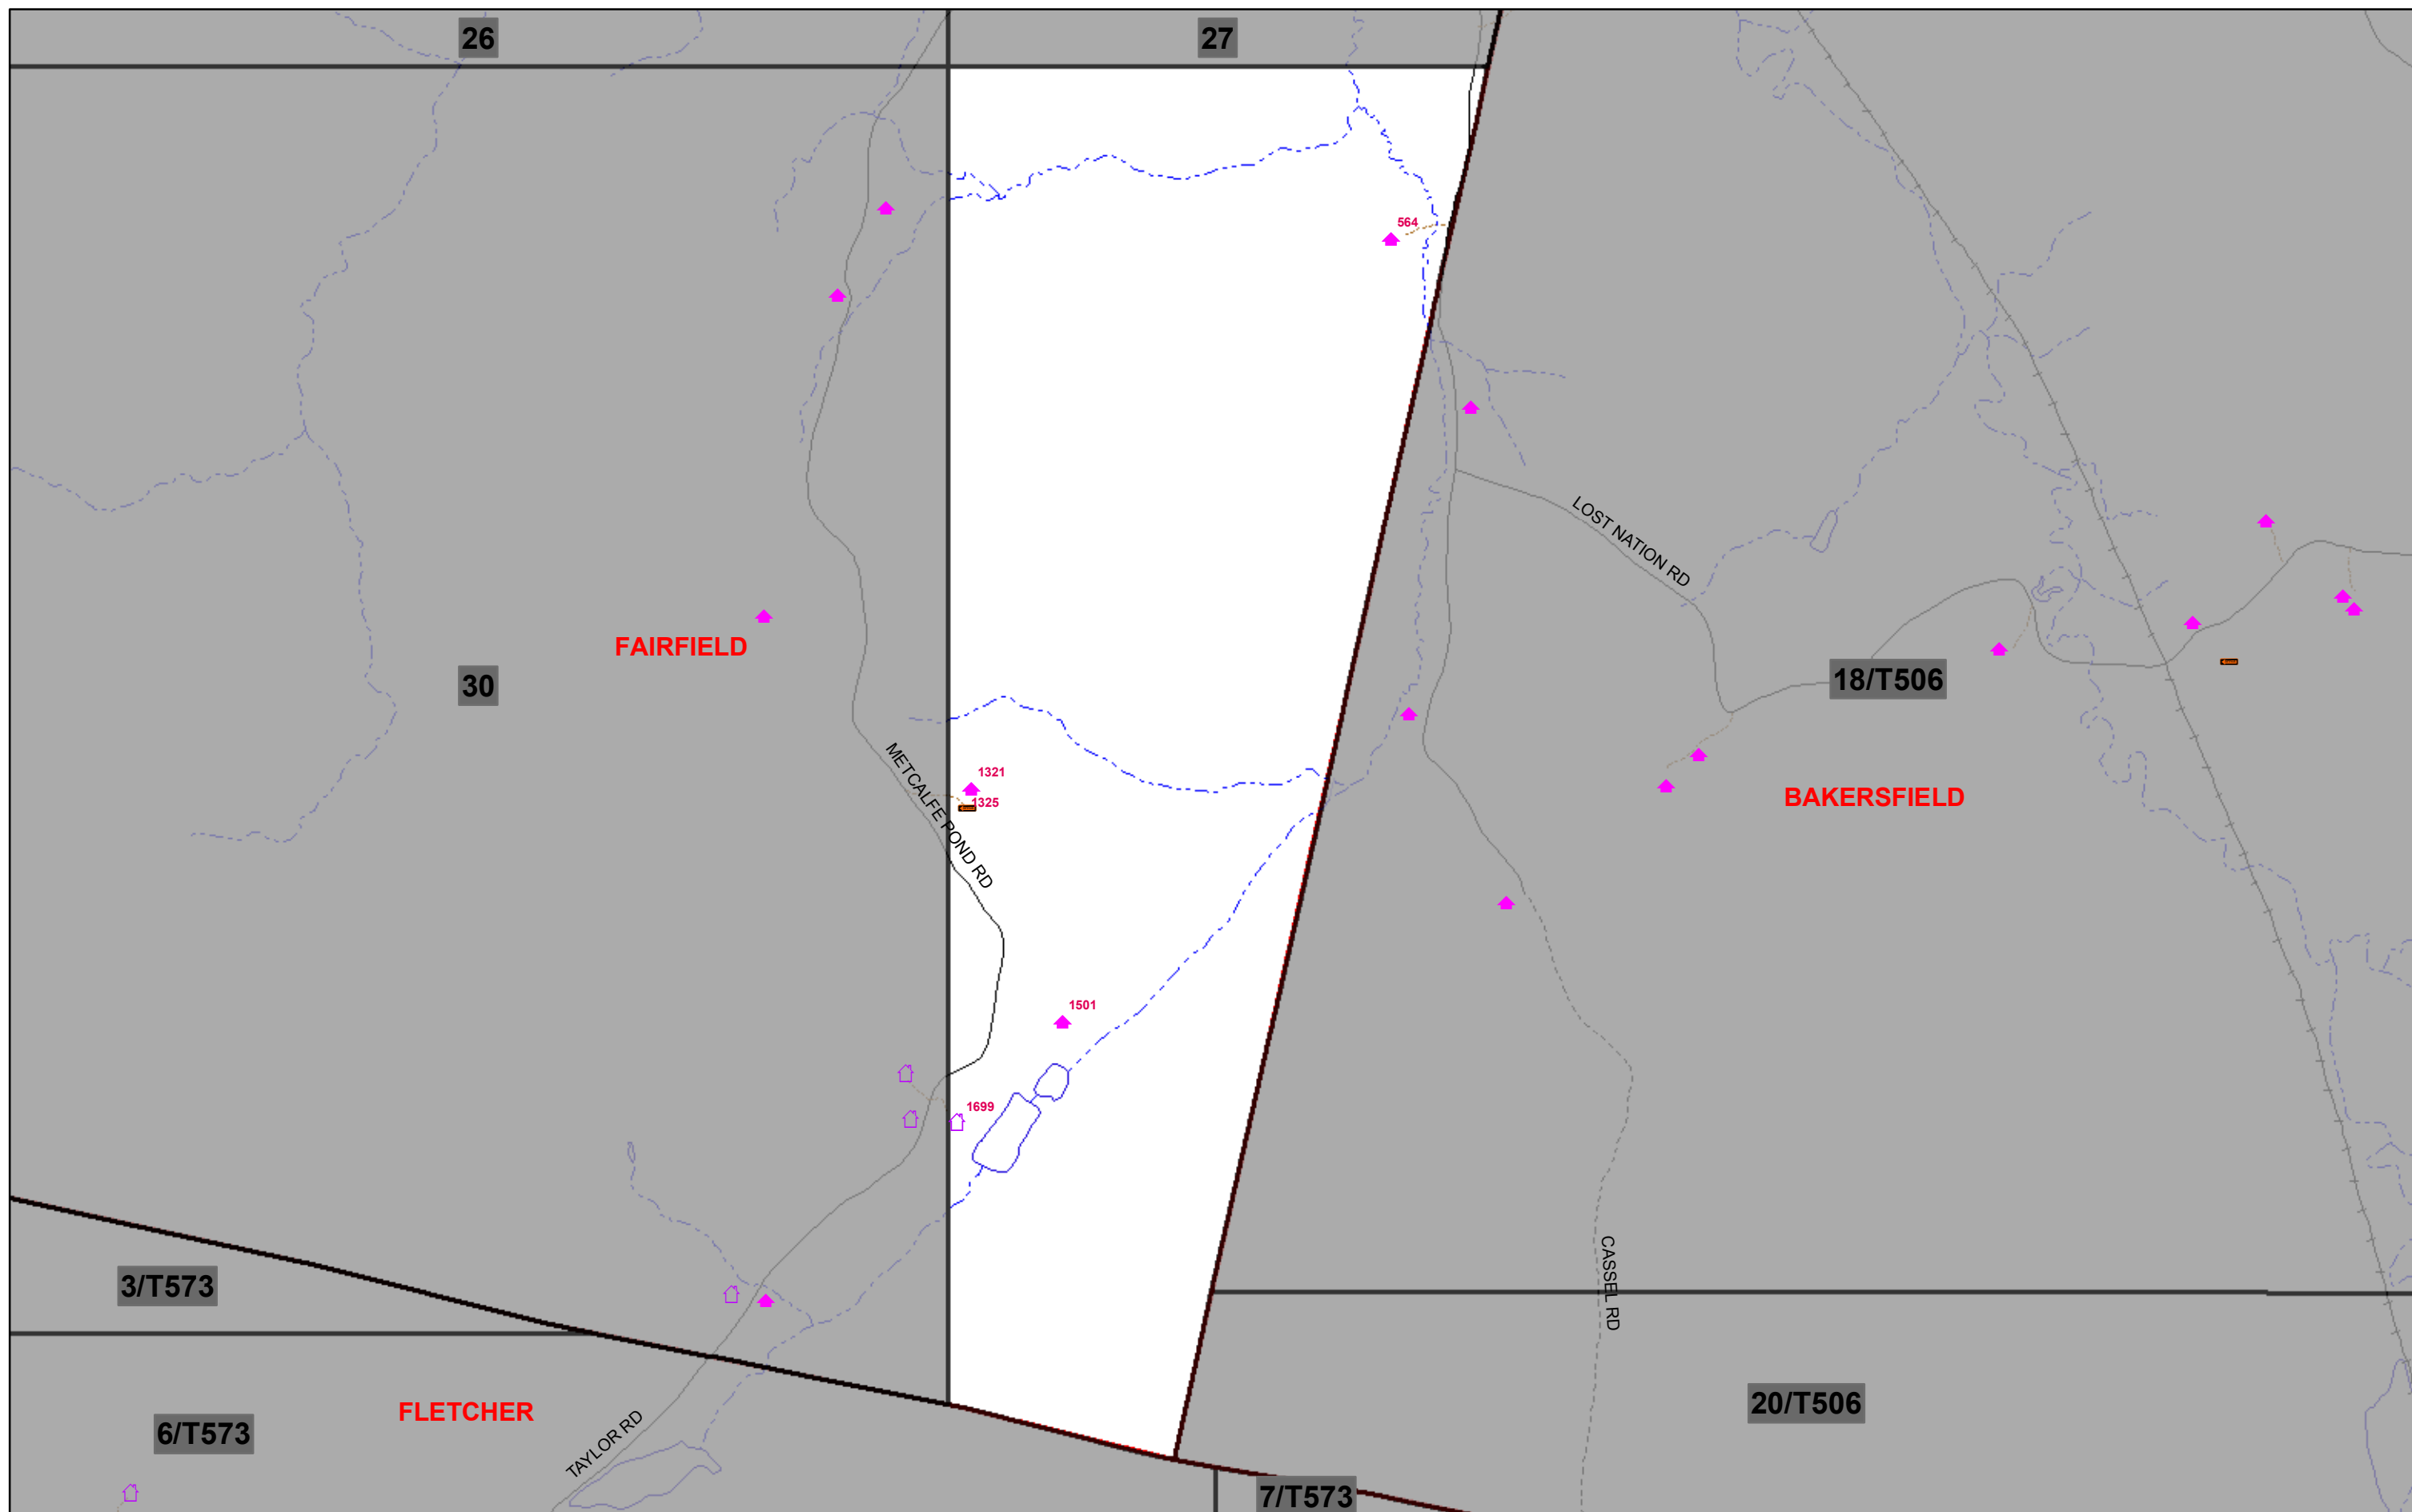 26
27
564
LOST NATION RD
FAIRFIELD
30
18/T506
METCALFE POND RD
1321
1325
BAKERSFIELD
1501
1699
3/T573
CASSEL RD
FLETCHER
6/T573
TAYLOR RD
20/T506
7/T573